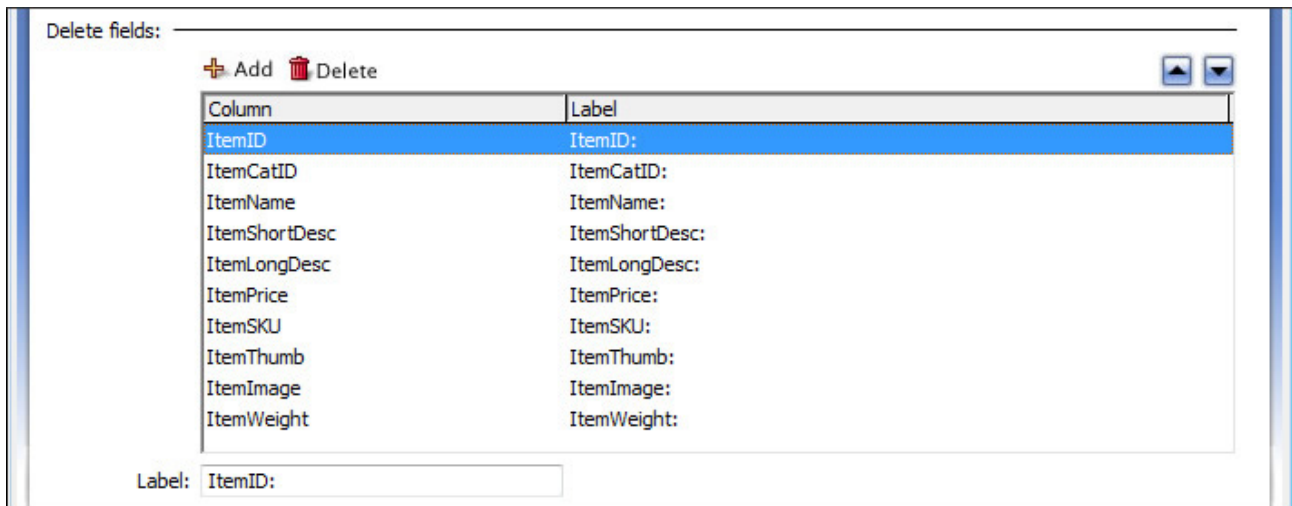 Delete fields:
Add Delete
Column Label
ItemID ItemID:
ItemCatID ItemCatID:
ItemName ItemName:
ItemShortDesc ItemShortDesc:
ItemLongDesc ItemLongDesc:
ItemPrice ItemPrice:
ItemSKU ItemSKU:
ItemThumb ItemThumb:
ItemImage ItemImage:
ItemWeight ItemWeight:
Label: ItemID: